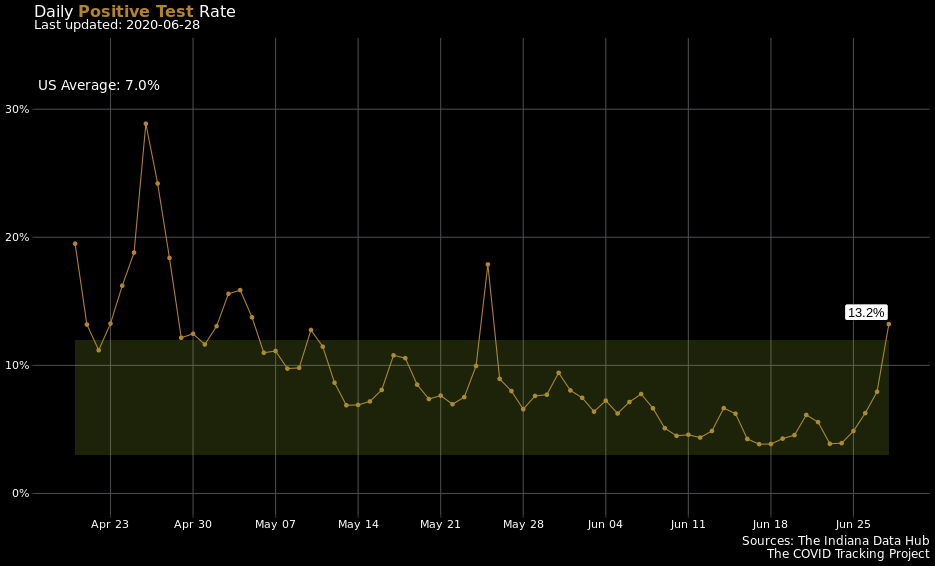 Daily Positive Test Rate
Last updated: 2020-06-28
US Average: 7.0%
30%
20%
10%
0%
13.2%
Apr 23
Apr 30
May 07
May 14
May 21
May 28
Jun 04
Jun 11
Jun 18
Jun 25
Sources: The Indiana Data Hub
The COVID Tracking Project